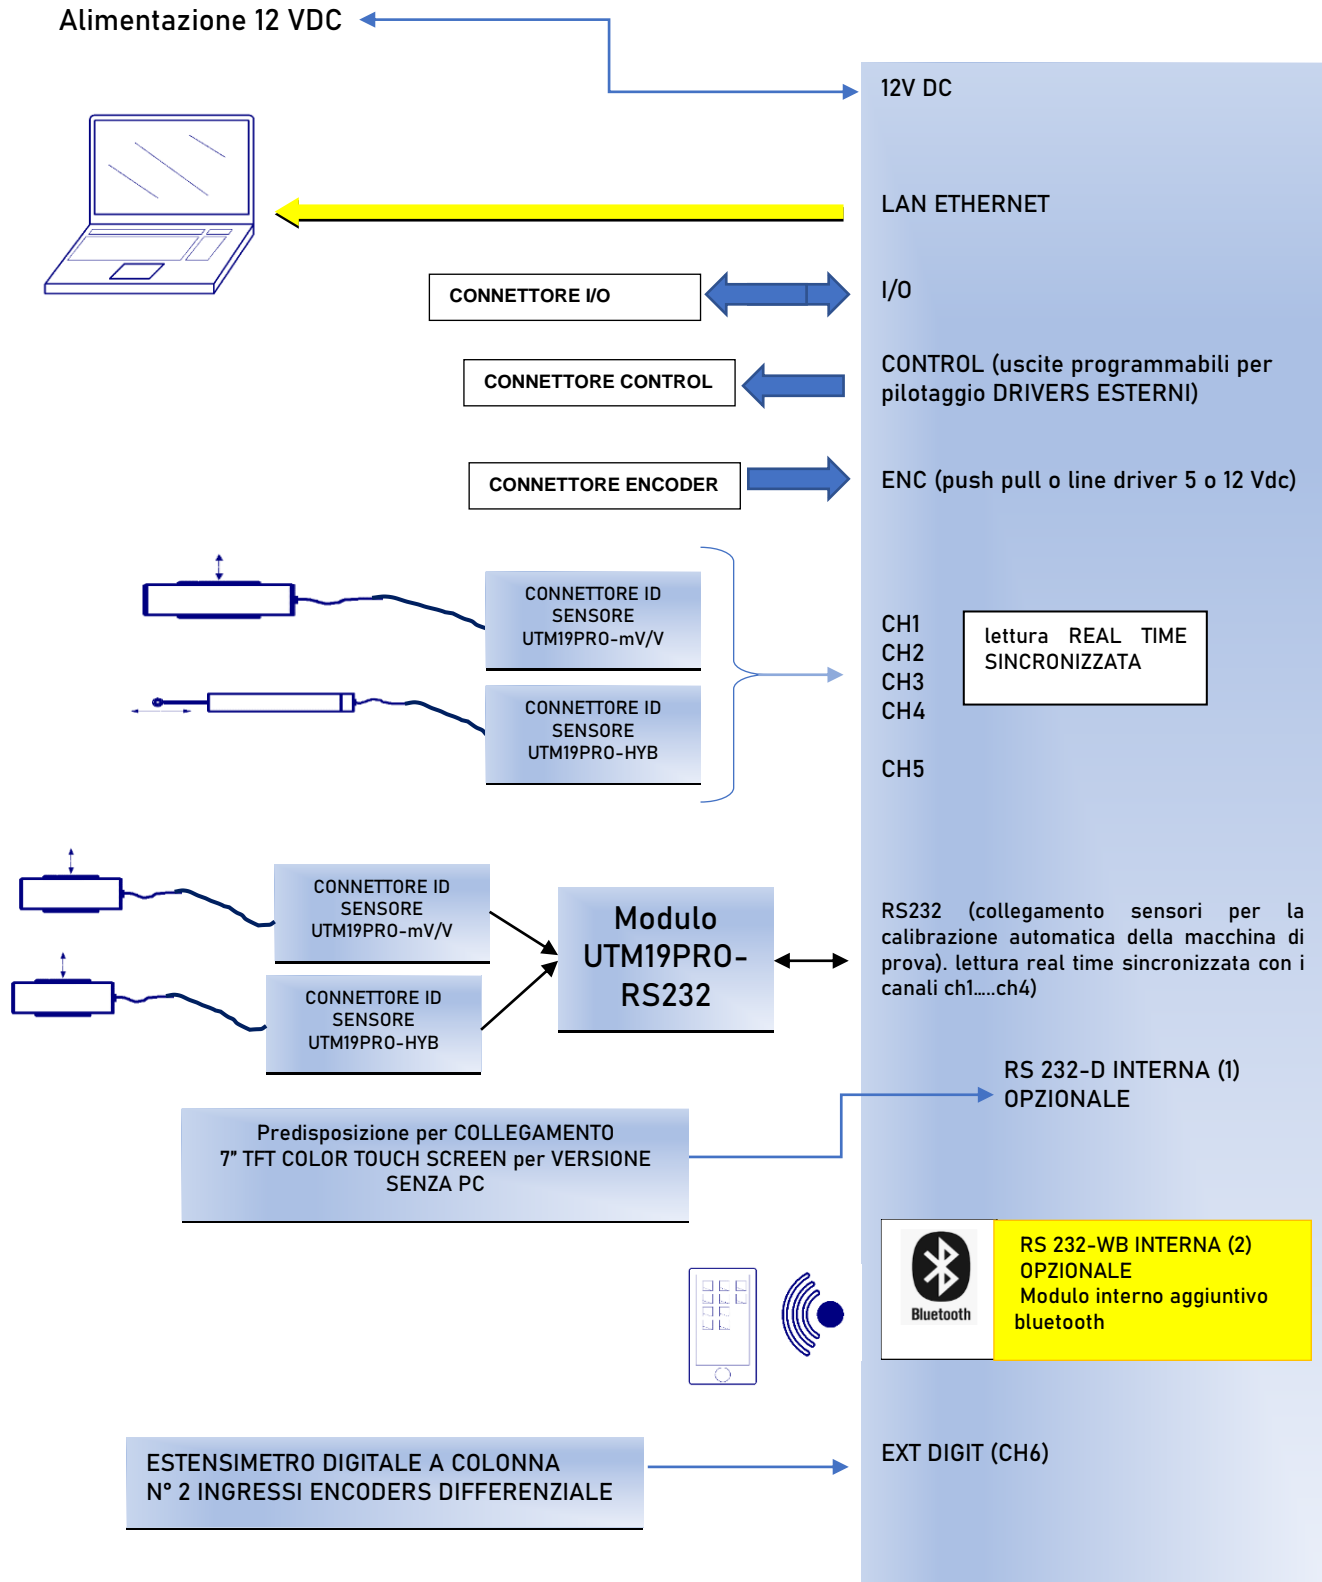 Alimentazione 12 VDC
12V DC
LAN ETHERNET
CONNETTORE I/O
I/O
CONNETTORE CONTROL
CONTROL (uscite programmabili per
pilotaggio DRIVERS ESTERNI)
CONNETTORE ENCODER
ENC (push pull o line driver 5 o 12 Vdc)
CONNETTORE ID
SENSORE
UTM19PRO-mV/V
CONNETTORE ID
SENSORE
UTM19PRO-HYB
CH1
CH2
CH3
CH4
CH5
lettura REAL TIME
SINCRONIZZATA
CONNETTORE ID
SENSORE
UTM19PRO-mV/V
CONNETTORE ID
SENSORE
UTM19PRO-HYB
Modulo
UTM19PRO-
RS232
RS232 (collegamento sensori per la
calibrazione automatica della macchina di
prova). lettura real time sincronizzata con i
canali ch1.....ch4)
RS 232-D INTERNA (1)
OPZIONALE
Predisposizione per COLLEGAMENTO
7" TFT COLOR TOUCH SCREEN per VERSIONE
SENZA PC
Bluetooth
RS 232-WB INTERNA (2)
OPZIONALE
Modulo interno aggiuntivo
bluetooth
ESTENSIMETRO DIGITALE A COLONNA
N° 2 INGRESSI ENCODERS DIFFERENZIALE
EXT DIGIT (CH6)